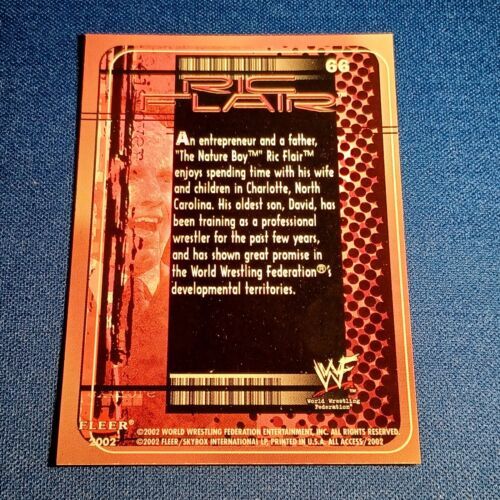 66
RIC
FLAIR™
An entrepreneur and a father,
"The Nature Boy™" Ric Flair™
enjoys spending time with his wife
and children in Charlotte, North
Carolina. His oldest son, David, has
been training as a professional
wrestler for the past few years,
and has shown great promise in
the World Wrestling Federation®'s
developmental territories.
WF
™
World Wrestling
Federation®
FLEER®
2002
©2002 WORLD WRESTLING FEDERATION ENTERTAINMENT, INC. ALL RIGHTS RESERVED.
©2002 FLEER/SKYBOX INTERNATIONAL LP, PRINTED IN U.S.A. ALL ACCESS/2002